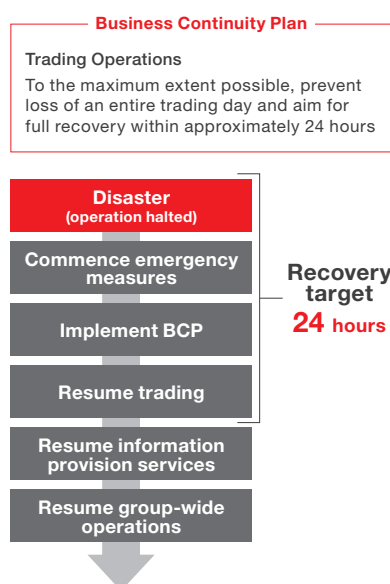 Business Continuity Plan
Trading Operations
To the maximum extent possible, prevent
loss of an entire trading day and aim for
full recovery within approximately 24 hours
Disaster
(operation halted)
Commence emergency
measures
Implement BCP
Resume trading
Resume information
provision services
Resume group-wide
operations
Recovery
target
24 hours